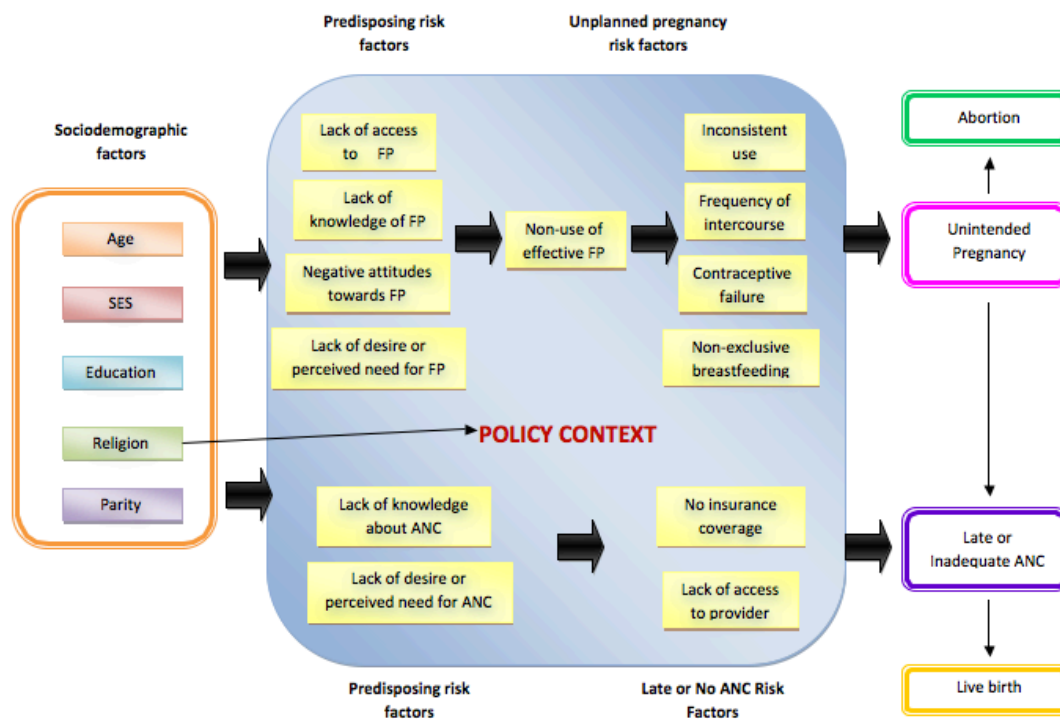 Predisposing risk
factors
Unplanned pregnancy
risk factors
Sociodemographic
factors
Age
SES
Education
Religion
Parity
Lack of access
to FP
Lack of
knowledge of FP
Negative attitudes
towards FP
Lack of desire or
perceived need for FP
Non-use of
effective FP
Inconsistent
use
Frequency of
intercourse
Contraceptive
failure
Non-exclusive
breastfeeding
Abortion
Unintended
Pregnancy
POLICY CONTEXT
Lack of knowledge
about ANC
Lack of desire or
perceived need for ANC
No insurance
coverage
Lack of access
to provider
Late or
Inadequate ANC
Live birth
Predisposing risk
factors
Late or No ANC Risk
Factors